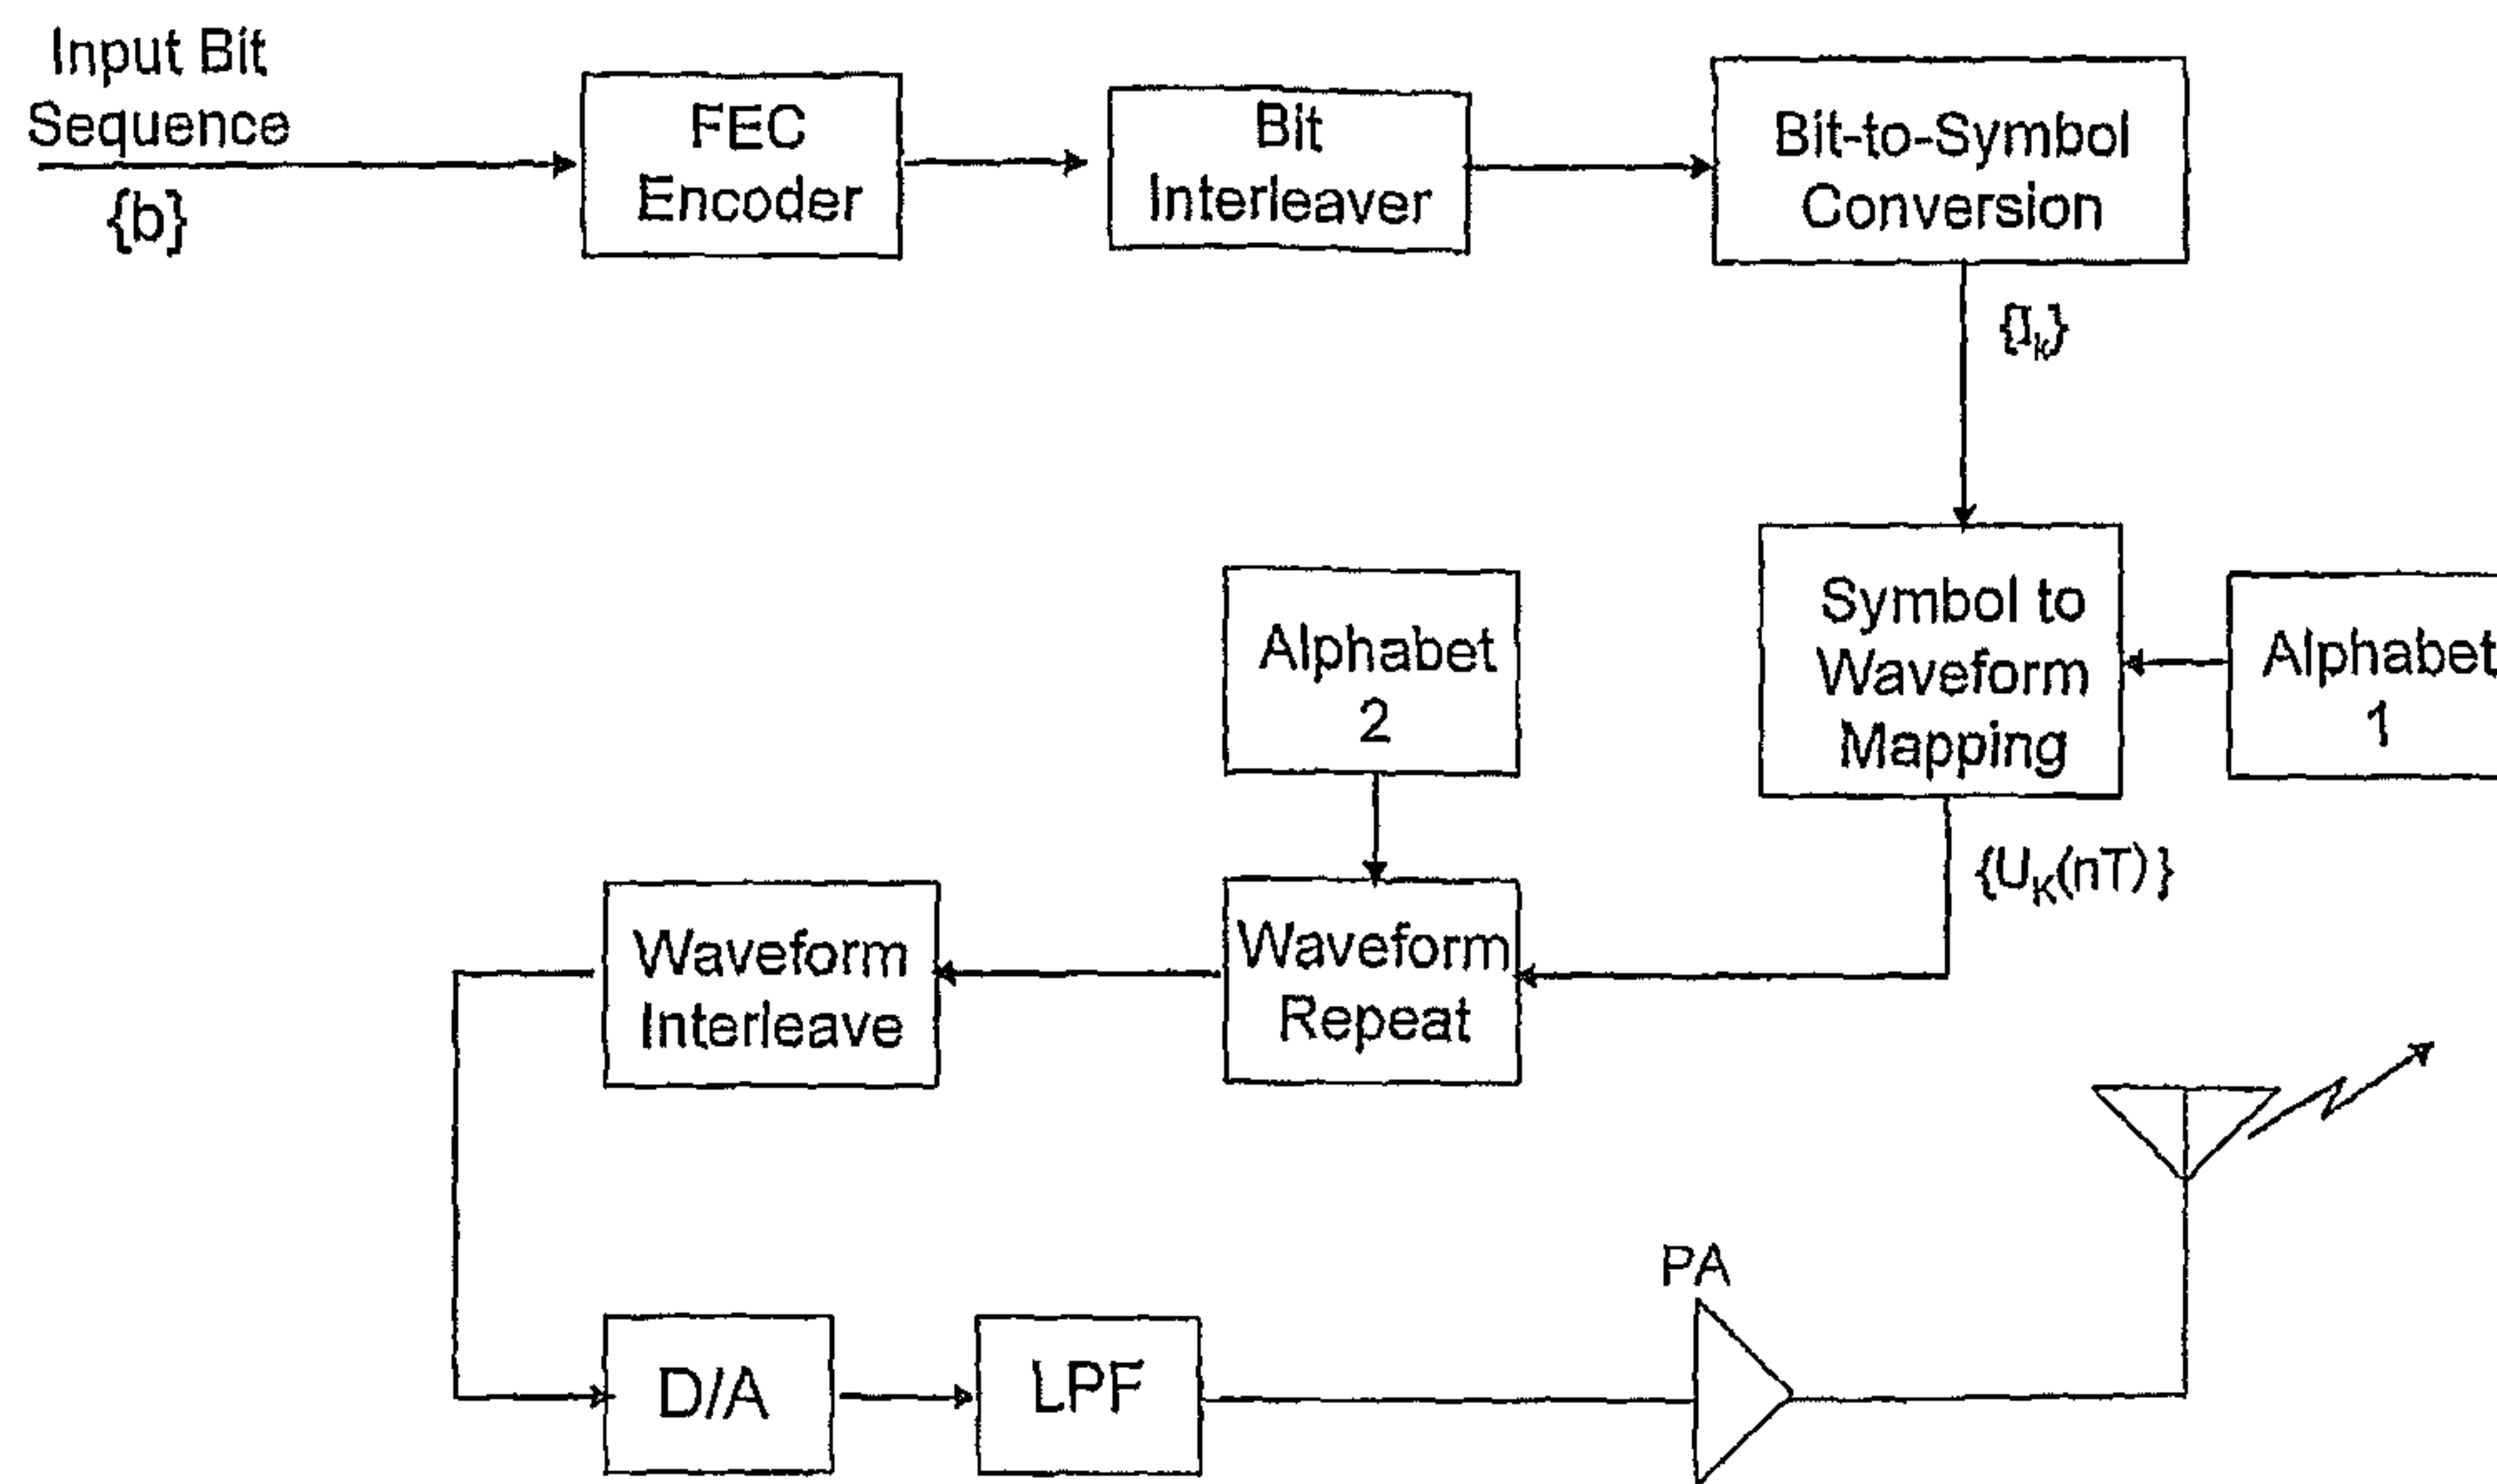 Input Bit
Sequence
{b}
FEC
Encoder
Bit
Interleaver
Bit-to-Symbol
Conversion
Symbol to
Waveform
Mapping
Alphabet
1
Alphabet
2
{U_K(nT)}
Waveform
Repeat
Waveform
Interleave
D/A
LPF
PA